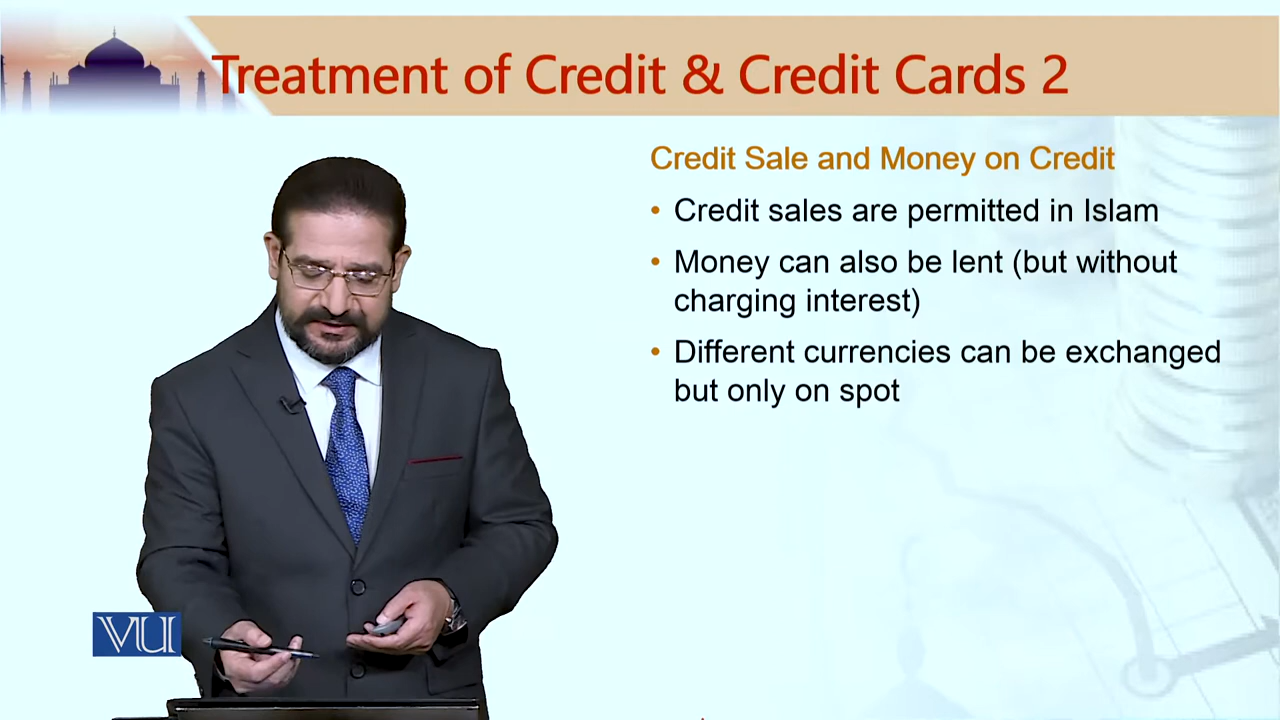 Treatment of Credit & Credit Cards 2
Credit Sale and Money on Credit
• Credit sales are permitted in Islam
• Money can also be lent (but without
charging interest)
• Different currencies can be exchanged
but only on spot
VU